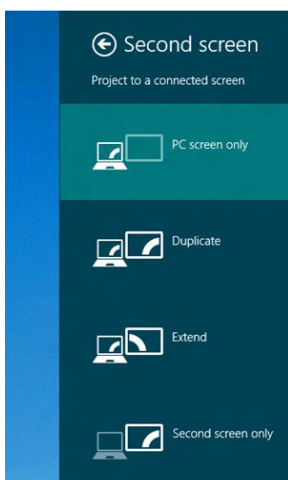 Second screen
Project to a connected screen
PC screen only
Duplicate
Extend
Second screen only